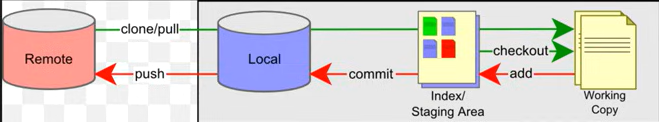 clone/pull
Remote
Local
checkout
push
commit
add
Index/
Staging Area
Working
Copy